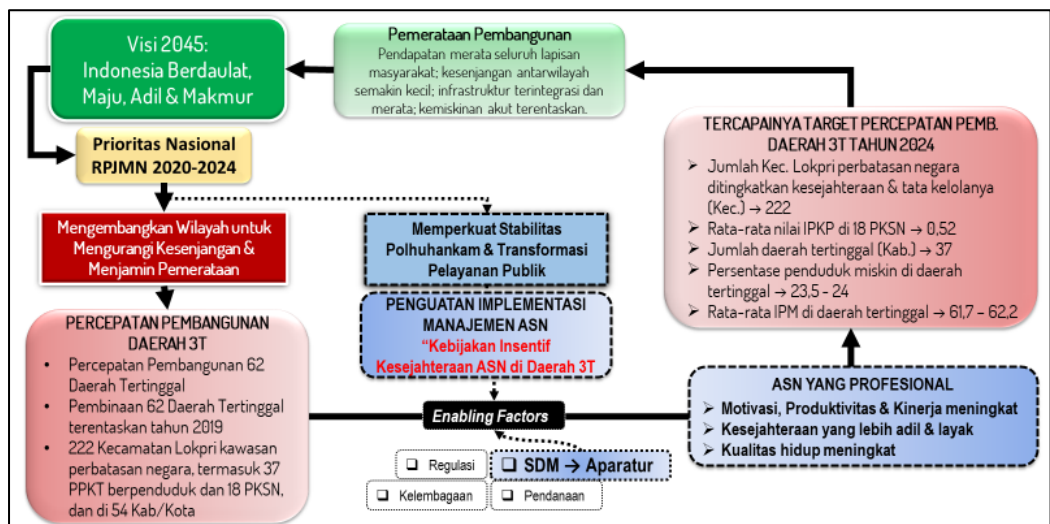 Visi 2045:
Indonesia Berdaulat,
Maju, Adil & Makmur
Pemerataan Pembangunan
Pendapatan merata seluruh lapisan
masyarakat; kesenjangan antarwilayah
semakin kecil; infrastruktur terintegrasi dan
merata; kemiskinan akut terentaskan.
Prioritas Nasional
RPJMN 2020-2024
TERCAPAINYA TARGET PERCEPATAN PEMB.
DAERAH 3T TAHUN 2024
➢ Jumlah Kec. Lokpri perbatasan negara
ditingkatkan kesejahteraan & tata kelolanya
(Kec.) → 222
➢ Rata-rata nilai IPKP di 18 PKSN → 0,52
➢ Jumlah daerah tertinggal (Kab.) → 37
➢ Persentase penduduk miskin di daerah
tertinggal → 23,5 - 24
➢ Rata-rata IPM di daerah tertinggal → 61,7 – 62,2
Mengembangkan Wilayah untuk
Mengurangi Kesenjangan &
Menjamin Pemerataan
Memperkuat Stabilitas
Polhuhankam & Transformasi
Pelayanan Publik
PENGUATAN IMPLEMENTASI
MANAJEMEN ASN
“Kebijakan Insentif
Kesejahteraan ASN di Daerah 3T
PERCEPATAN PEMBANGUNAN
DAERAH 3T
• Percepatan Pembangunan 62
Daerah Tertinggal
• Pembinaan 62 Daerah Tertinggal
terentaskan tahun 2019
• 222 Kecamatan Lokpri kawasan
perbatasan negara, termasuk 37
PPKT berpenduduk dan 18 PKSN,
dan di 54 Kab/Kota
Enabling Factors
❑ Regulasi
❑ SDM → Aparatur
❑ Kelembagaan
❑ Pendanaan
ASN YANG PROFESIONAL
➢ Motivasi, Produktivitas & Kinerja meningkat
➢ Kesejahteraan yang lebih adil & layak
➢ Kualitas hidup meningkat